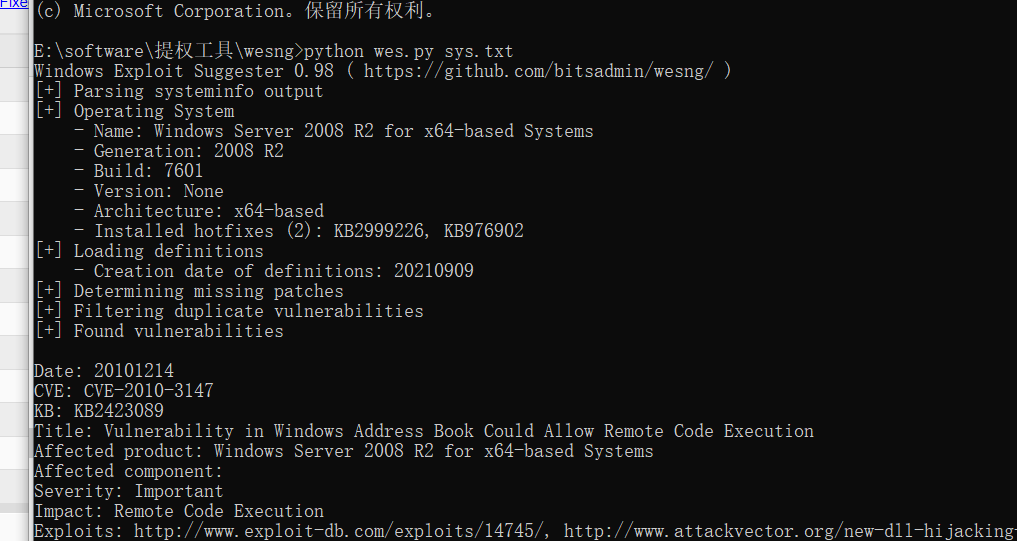 Fixe
(c) Microsoft Corporation。保留所有权利。
E:\software\提权工具\wesng>python wes.py sys.txt
Windows Exploit Suggester 0.98 ( https://github.com/bitsadmin/wesng/ )
[+] Parsing systeminfo output
[+] Operating System
    - Name: Windows Server 2008 R2 for x64-based Systems
    - Generation: 2008 R2
    - Build: 7601
    - Version: None
    - Architecture: x64-based
    - Installed hotfixes (2): KB2999226, KB976902
[+] Loading definitions
    - Creation date of definitions: 20210909
[+] Determining missing patches
[+] Filtering duplicate vulnerabilities
[+] Found vulnerabilities
Date: 20101214
CVE: CVE-2010-3147
KB: KB2423089
Title: Vulnerability in Windows Address Book Could Allow Remote Code Execution
Affected product: Windows Server 2008 R2 for x64-based Systems
Affected component:
Severity: Important
Impact: Remote Code Execution
Exploits: http://www.exploit-db.com/exploits/14745/, http://www.attackvector.org/new-dll-hijacking-